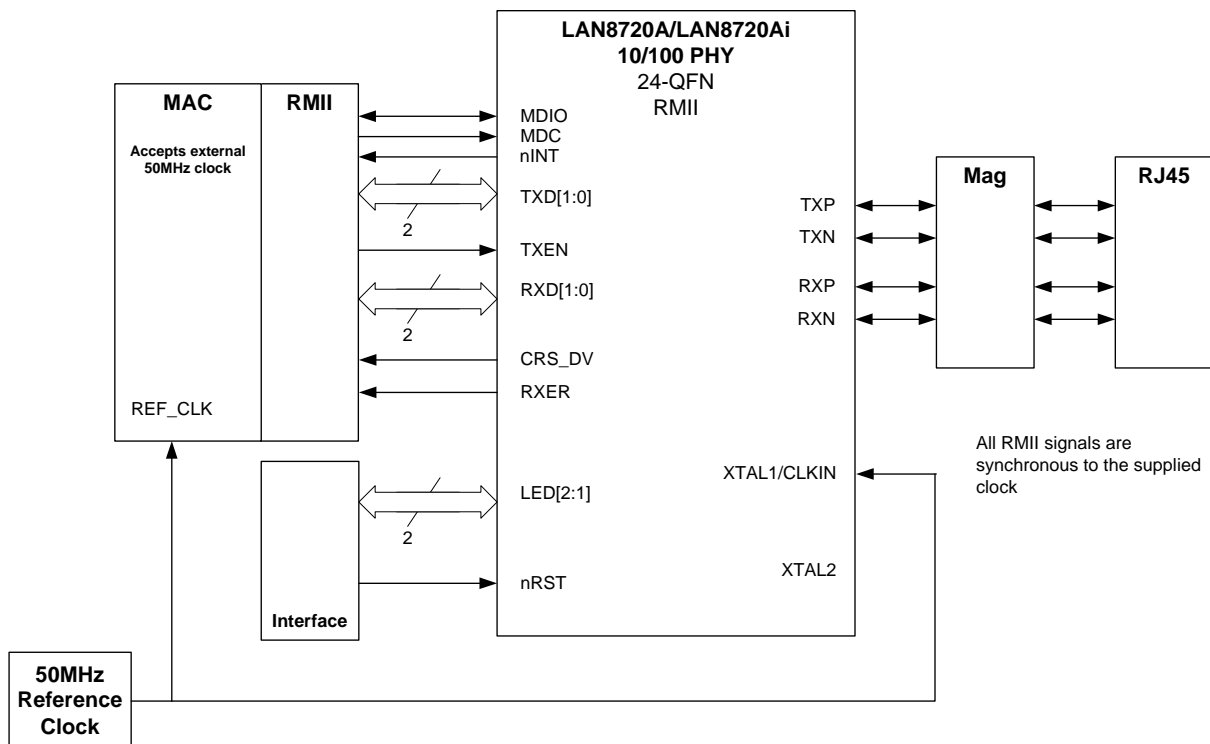 LAN8720A/LAN8720Ai
10/100 PHY
24-QFN
RMII
MAC
Accepts external
50MHz clock
REF_CLK
RMII
MDIO
MDC
nINT
TXD[1:0]
2
TXEN
RXD[1:0]
2
CRS_DV
RXER
LED[2:1]
2
nRST
Interface
TXP
TXN
RXP
RXN
XTAL1/CLKIN
XTAL2
Mag
RJ45
All RMII signals are
synchronous to the supplied
clock
50MHz
Reference
Clock